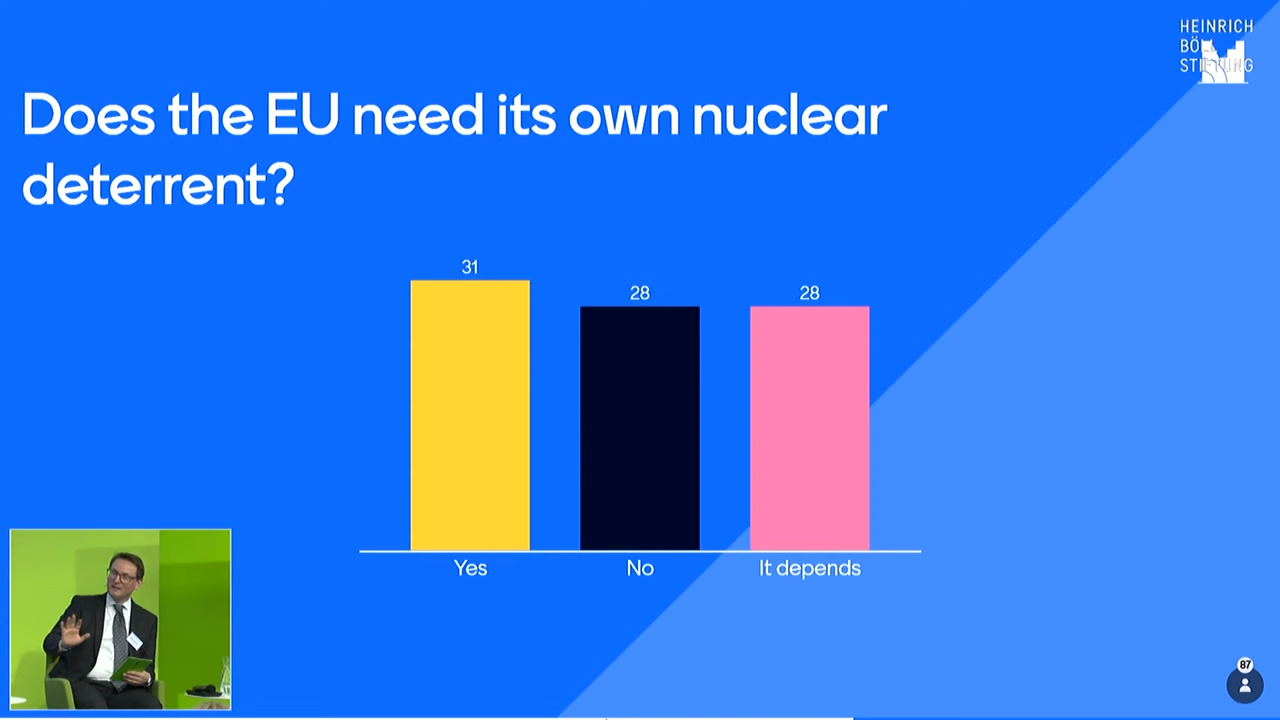 HEINRICH
BÖLL
STIFTUNG
Does the EU need its own nuclear
deterrent?
31
28
28
Yes
No
It depends
87